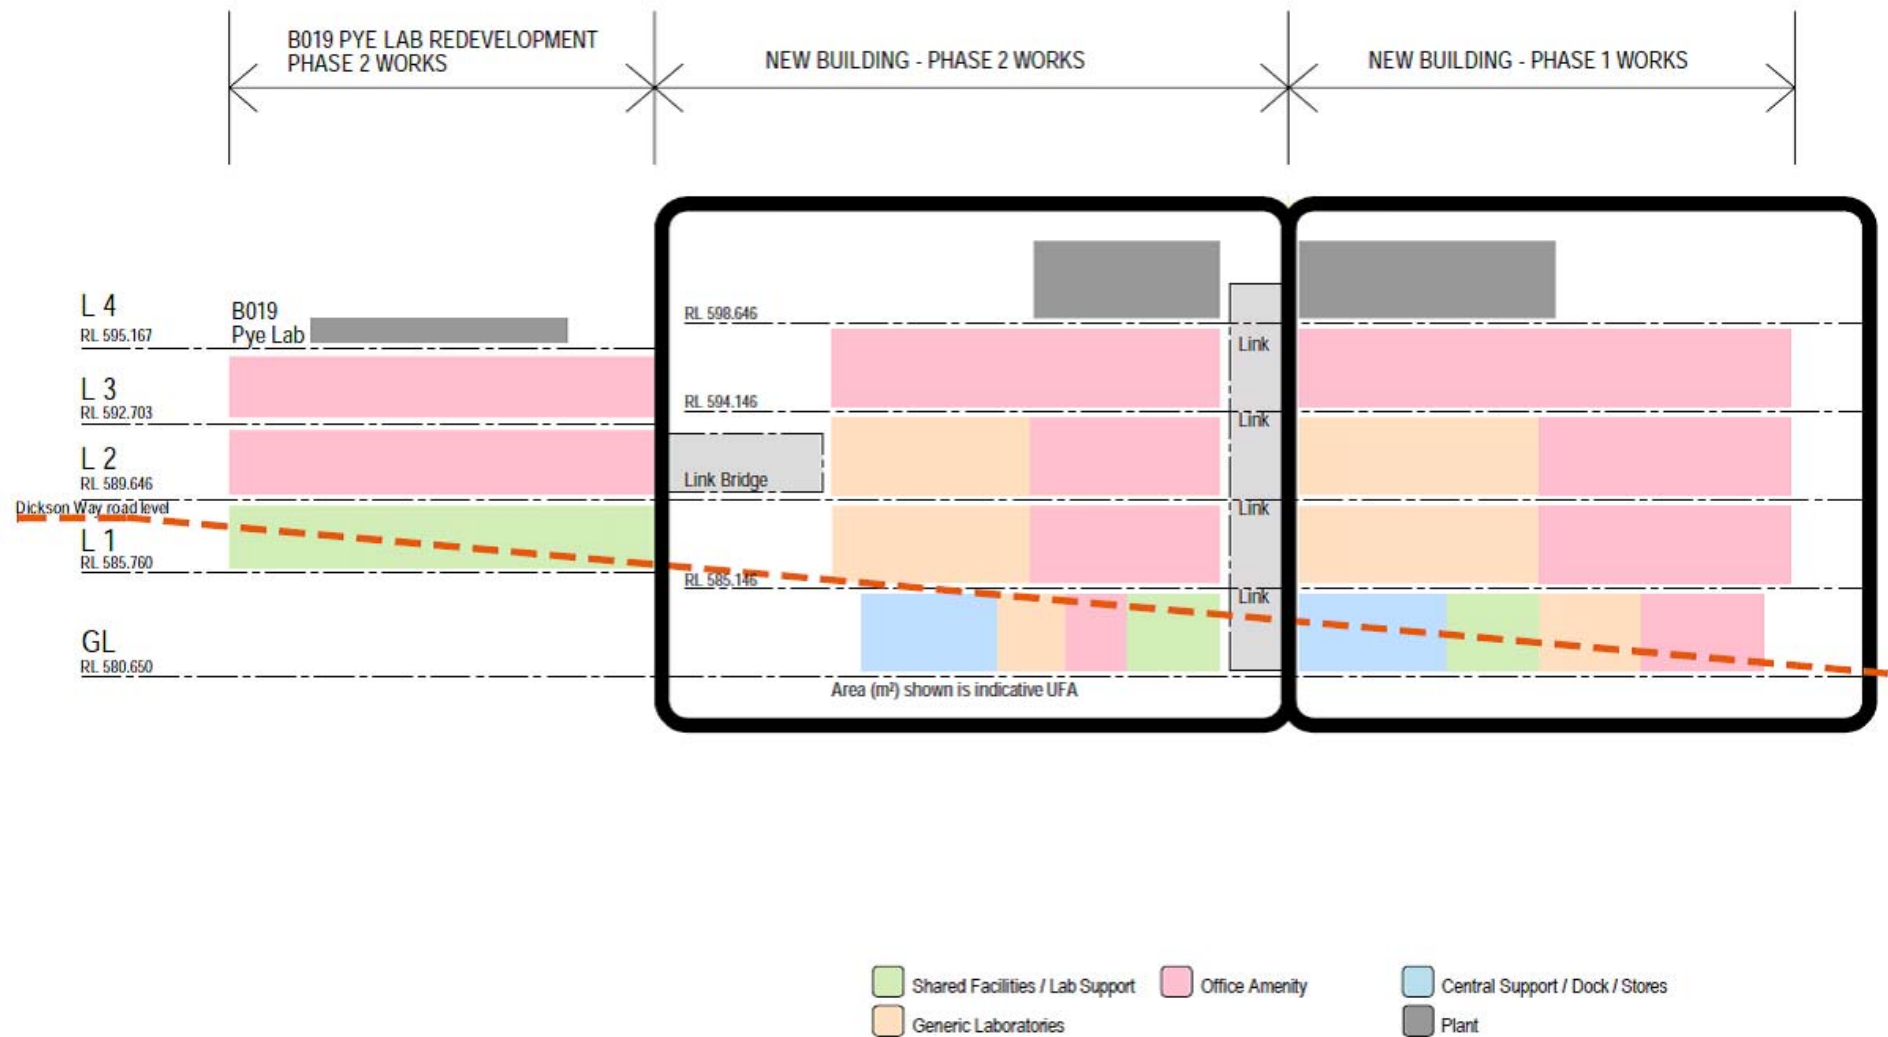 B019 PYE LAB REDEVELOPMENT
PHASE 2 WORKS
NEW BUILDING - PHASE 2 WORKS
NEW BUILDING - PHASE 1 WORKS
L 4
RL 595.167
B019
Pye Lab
RL 598.646
Link
L 3
RL 592.703
RL 594.146
Link
L 2
RL 589.646
Link Bridge
Dickson Way road level
Link
L 1
RL 585.760
RL 585.146
Link
GL
RL 580.650
Area (m²) shown is indicative UFA
Shared Facilities / Lab Support
Office Amenity
Central Support / Dock / Stores
Generic Laboratories
Plant